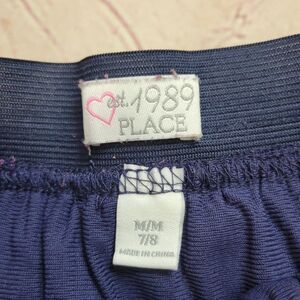 est. 1989
PLACE
M/M
7/8
MADE IN CHINA